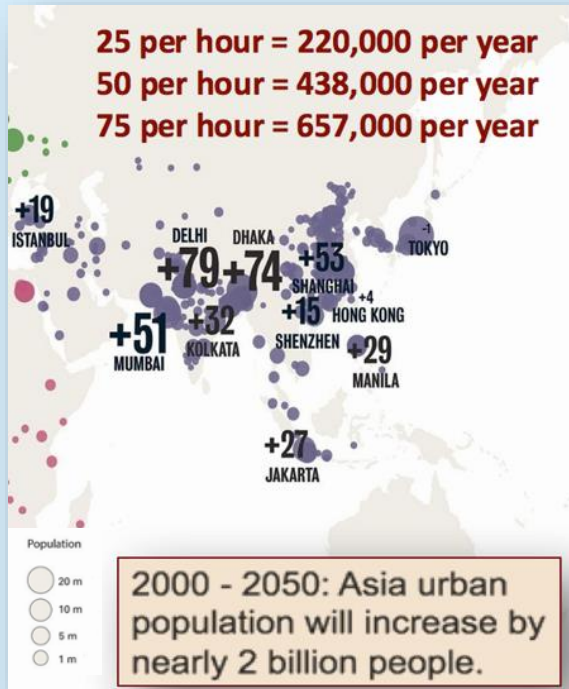 25 per hour = 220,000 per year
50 per hour = 438,000 per year
75 per hour = 657,000 per year
+19
ISTANBUL
DELHI
+79
DHAKA
+74
+53
SHANGHAI
-1
TOKYO
+51
MUMBAI
+32
KOLKATA
+15
SHENZHEN
+4
HONG KONG
+29
MANILA
+27
JAKARTA
Population
20 m
10 m
5 m
1 m
2000 - 2050: Asia urban
population will increase by
nearly 2 billion people.